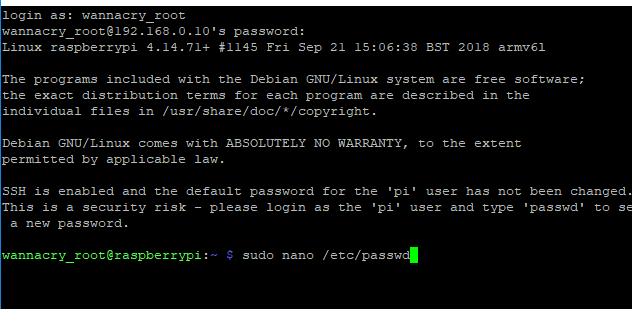 login as: wannacry_root
wannacry_root@192.168.0.10's password:
Linux raspberrypi 4.14.71+ #1145 Fri Sep 21 15:06:38 BST 2018 armv6l
The programs included with the Debian GNU/Linux system are free software;
the exact distribution terms for each program are described in the
individual files in /usr/share/doc/*/copyright.
Debian GNU/Linux comes with ABSOLUTELY NO WARRANTY, to the extent
permitted by applicable law.
SSH is enabled and the default password for the 'pi' user has not been changed.
This is a security risk - please login as the 'pi' user and type 'passwd' to se
a new password.
wannacry_root@raspberrypi:~ $ sudo nano /etc/passwd